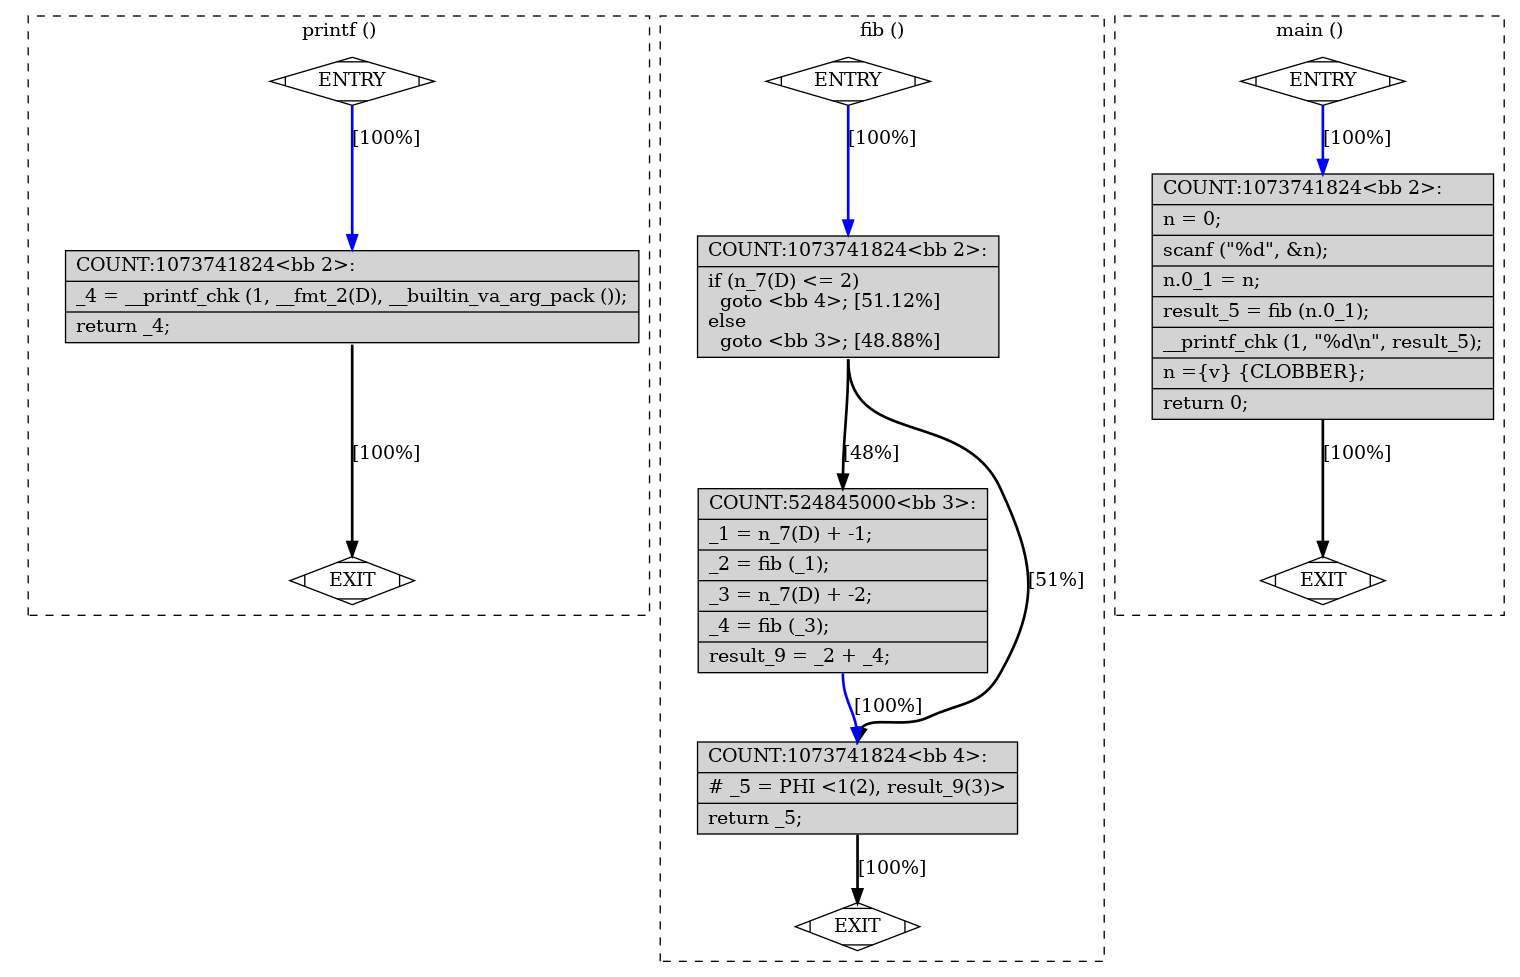 printf ()
ENTRY
[100%]
COUNT:1073741824<bb 2>:
_4 = __printf_chk (1, __fmt_2(D), __builtin_va_arg_pack ());
return _4;
[100%]
EXIT
fib ()
ENTRY
[100%]
COUNT:1073741824<bb 2>:
if (n_7(D) <= 2)
goto <bb 4>; [51.12%]
else
goto <bb 3>; [48.88%]
[48%]
[51%]
COUNT:524845000<bb 3>:
_1 = n_7(D) + -1;
_2 = fib (_1);
_3 = n_7(D) + -2;
_4 = fib (_3);
result_9 = _2 + _4;
[100%]
COUNT:1073741824<bb 4>:
# _5 = PHI <1(2), result_9(3)>
return _5;
[100%]
EXIT
main ()
ENTRY
[100%]
COUNT:1073741824<bb 2>:
n = 0;
scanf ("%d", &n);
n.0_1 = n;
result_5 = fib (n.0_1);
__printf_chk (1, "%d\n", result_5);
n ={v} {CLOBBER};
return 0;
[100%]
EXIT